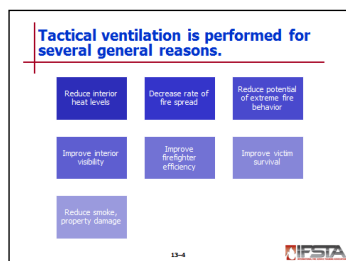 Tactical ventilation is performed for
several general reasons.
Reduce interior
heat levels
Decrease rate of
fire spread
Reduce potential
of extreme fire
behavior
Improve interior
visibility
Improve
firefighter
efficiency
Improve victim
survival
Reduce smoke,
property damage
13–4
IFSTA